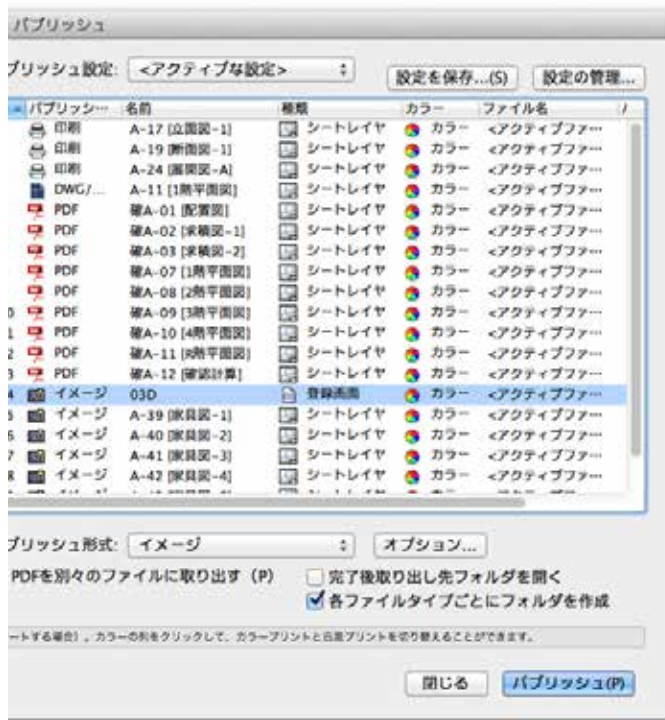 パブリッシュ
ブリッシュ設定: <アクティブな設定>
設定を保存...(S) 設定の管理...
パブリッシ… 名前 種類 カラー ファイル名
印刷 A-17 [立面図-1] シートレイヤ カラー <アクティブファ…
印刷 A-19 [断面図-1] シートレイヤ カラー <アクティブファ…
印刷 A-24 [展開図-A] シートレイヤ カラー <アクティブファ…
DWG/... A-11 [1階平面図] シートレイヤ カラー <アクティブファ…
PDF 確A-01 [配置図] シートレイヤ カラー <アクティブファ…
PDF 確A-02 [求積図-1] シートレイヤ カラー <アクティブファ…
PDF 確A-03 [求積図-2] シートレイヤ カラー <アクティブファ…
PDF 確A-07 [1階平面図] シートレイヤ カラー <アクティブファ…
PDF 確A-08 [2階平面図] シートレイヤ カラー <アクティブファ…
0 PDF 確A-09 [3階平面図] シートレイヤ カラー <アクティブファ…
1 PDF 確A-10 [4階平面図] シートレイヤ カラー <アクティブファ…
2 PDF 確A-11 [R階平面図] シートレイヤ カラー <アクティブファ…
3 PDF 確A-12 [確認計算] シートレイヤ カラー <アクティブファ…
4 イメージ 03D 登録画面 カラー <アクティブファ…
5 イメージ A-39 [家具図-1] シートレイヤ カラー <アクティブファ…
6 イメージ A-40 [家具図-2] シートレイヤ カラー <アクティブファ…
7 イメージ A-41 [家具図-3] シートレイヤ カラー <アクティブファ…
8 イメージ A-42 [家具図-4] シートレイヤ カラー <アクティブファ…
ブリッシュ形式: イメージ オプション...
PDFを別々のファイルに取り出す (P) 完了後取り出し先フォルダを開く
各ファイルタイプごとにフォルダを作成
ートする場合)。カラーの列をクリックして、カラープリントと白黒プリントを切り替えることができます。
閉じる パブリッシュ(P)